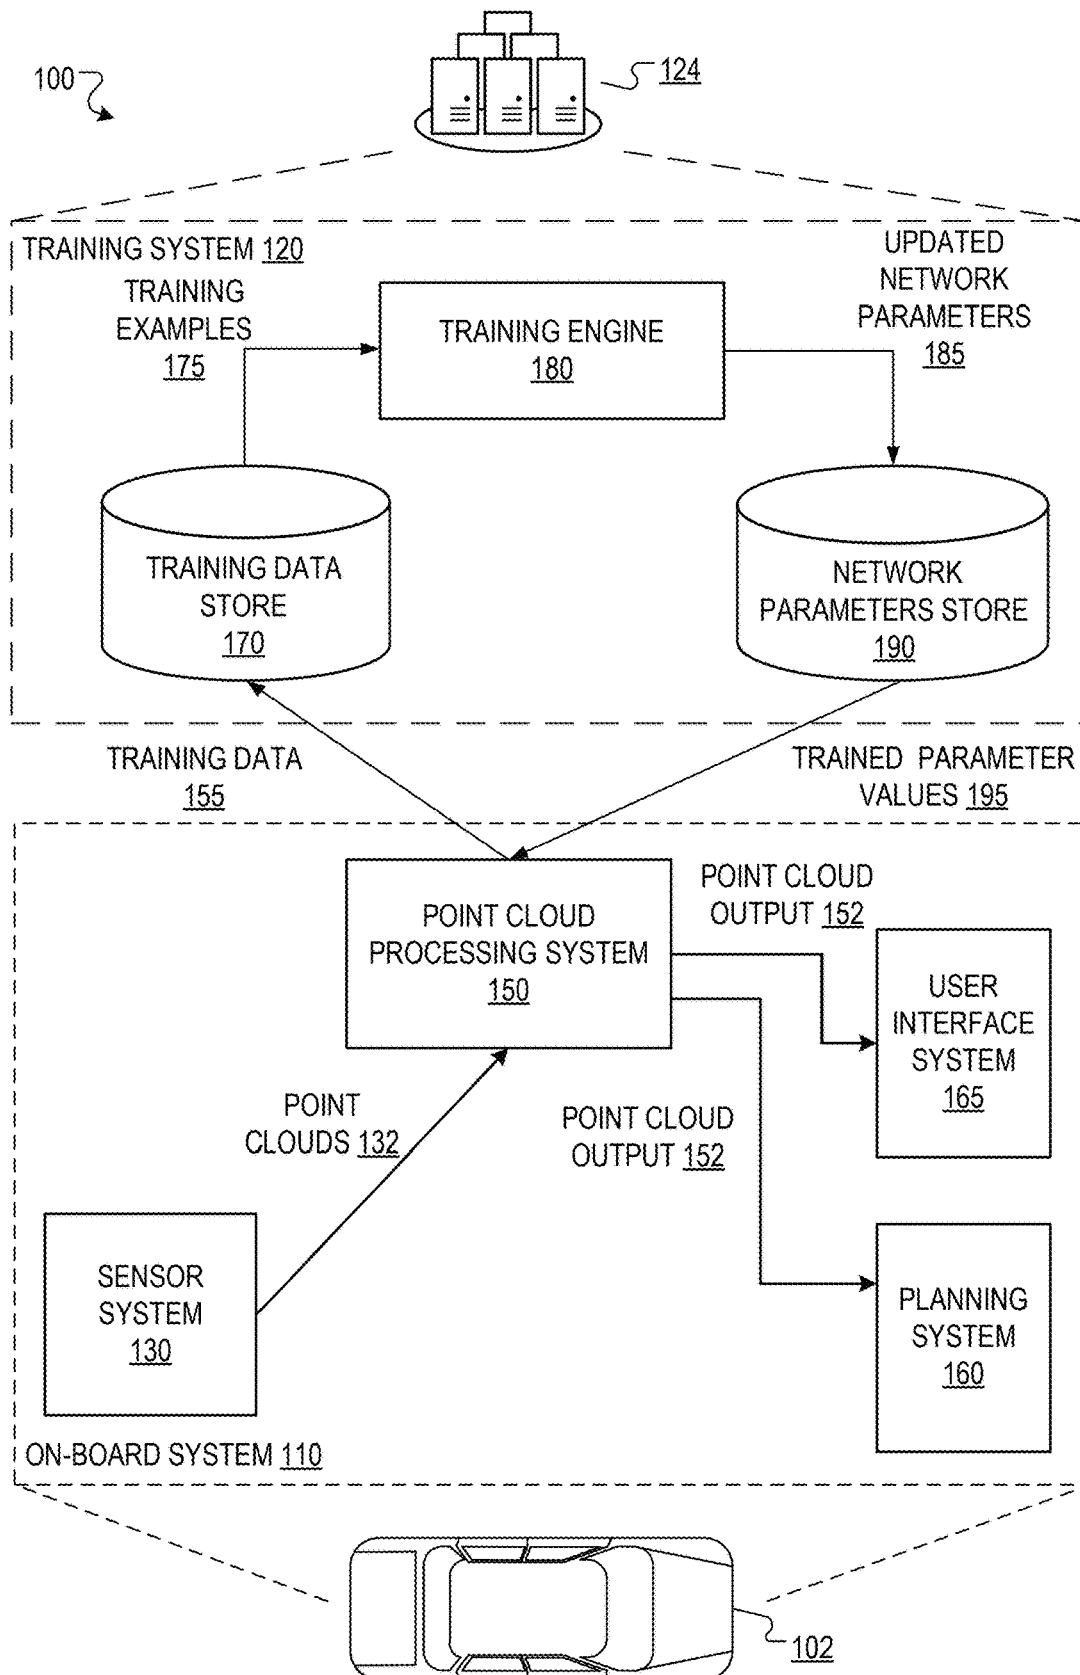 100
124
TRAINING SYSTEM 120
TRAINING
EXAMPLES
175
TRAINING ENGINE
180
UPDATED
NETWORK
PARAMETERS
185
TRAINING DATA
STORE
170
NETWORK
PARAMETERS STORE
190
TRAINING DATA
155
TRAINED PARAMETER
VALUES 195
POINT CLOUD
PROCESSING SYSTEM
150
POINT CLOUD
OUTPUT 152
USER
INTERFACE
SYSTEM
165
POINT
CLOUDS 132
POINT CLOUD
OUTPUT 152
SENSOR
SYSTEM
130
PLANNING
SYSTEM
160
ON-BOARD SYSTEM 110
102